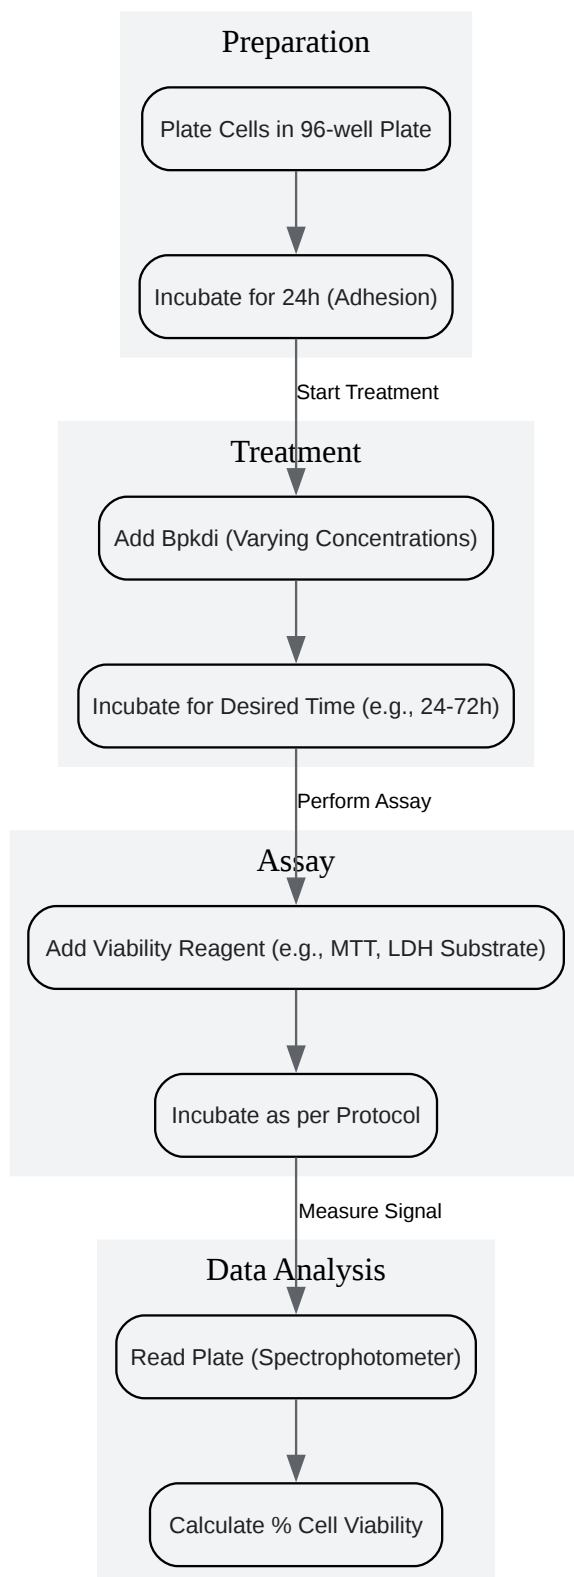 Preparation
Plate Cells in 96-well Plate
Incubate for 24h (Adhesion)
Start Treatment
Treatment
Add Bpkdi (Varying Concentrations)
Incubate for Desired Time (e.g., 24-72h)
Perform Assay
Assay
Add Viability Reagent (e.g., MTT, LDH Substrate)
Incubate as per Protocol
Measure Signal
Data Analysis
Read Plate (Spectrophotometer)
Calculate % Cell Viability